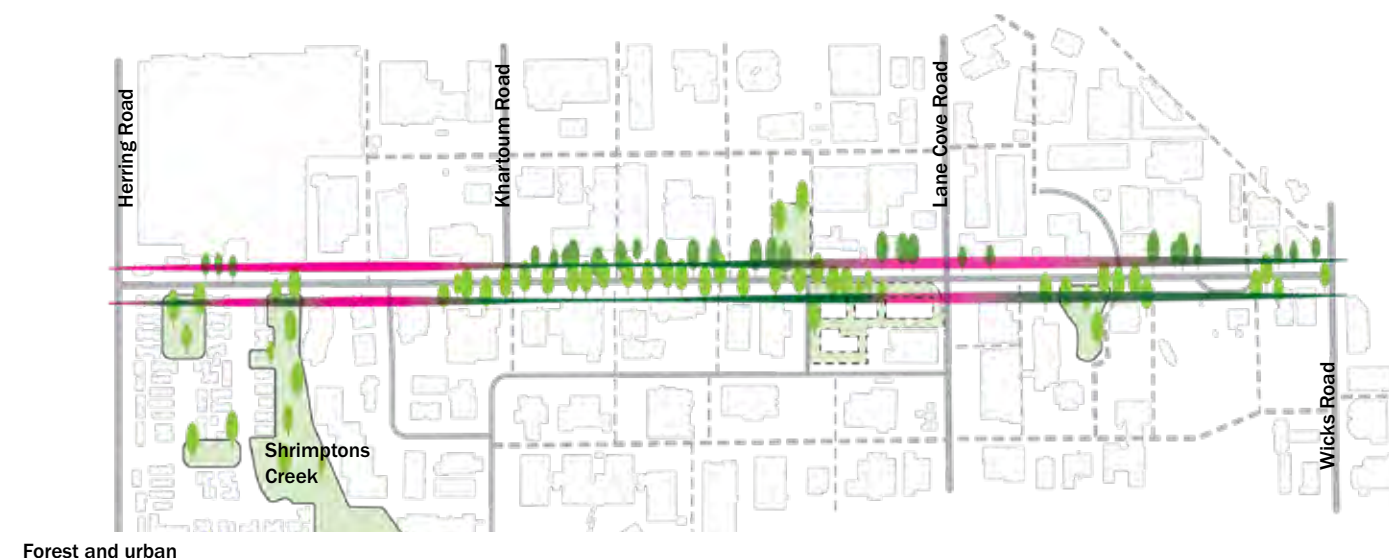 Herring Road
Khartoum Road
Lane Cove Road
Wicks Road
Shrimptons
Creek
Forest and urban